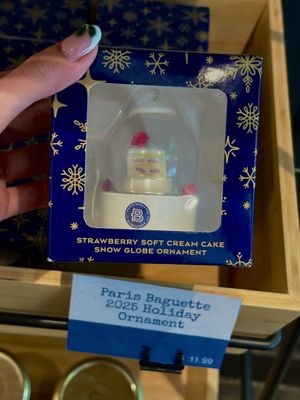 B
STRAWBERRY SOFT CREAM CAKE
SNOW GLOBE ORNAMENT
Paris Baguette
2025 Holiday
Ornament
11.99